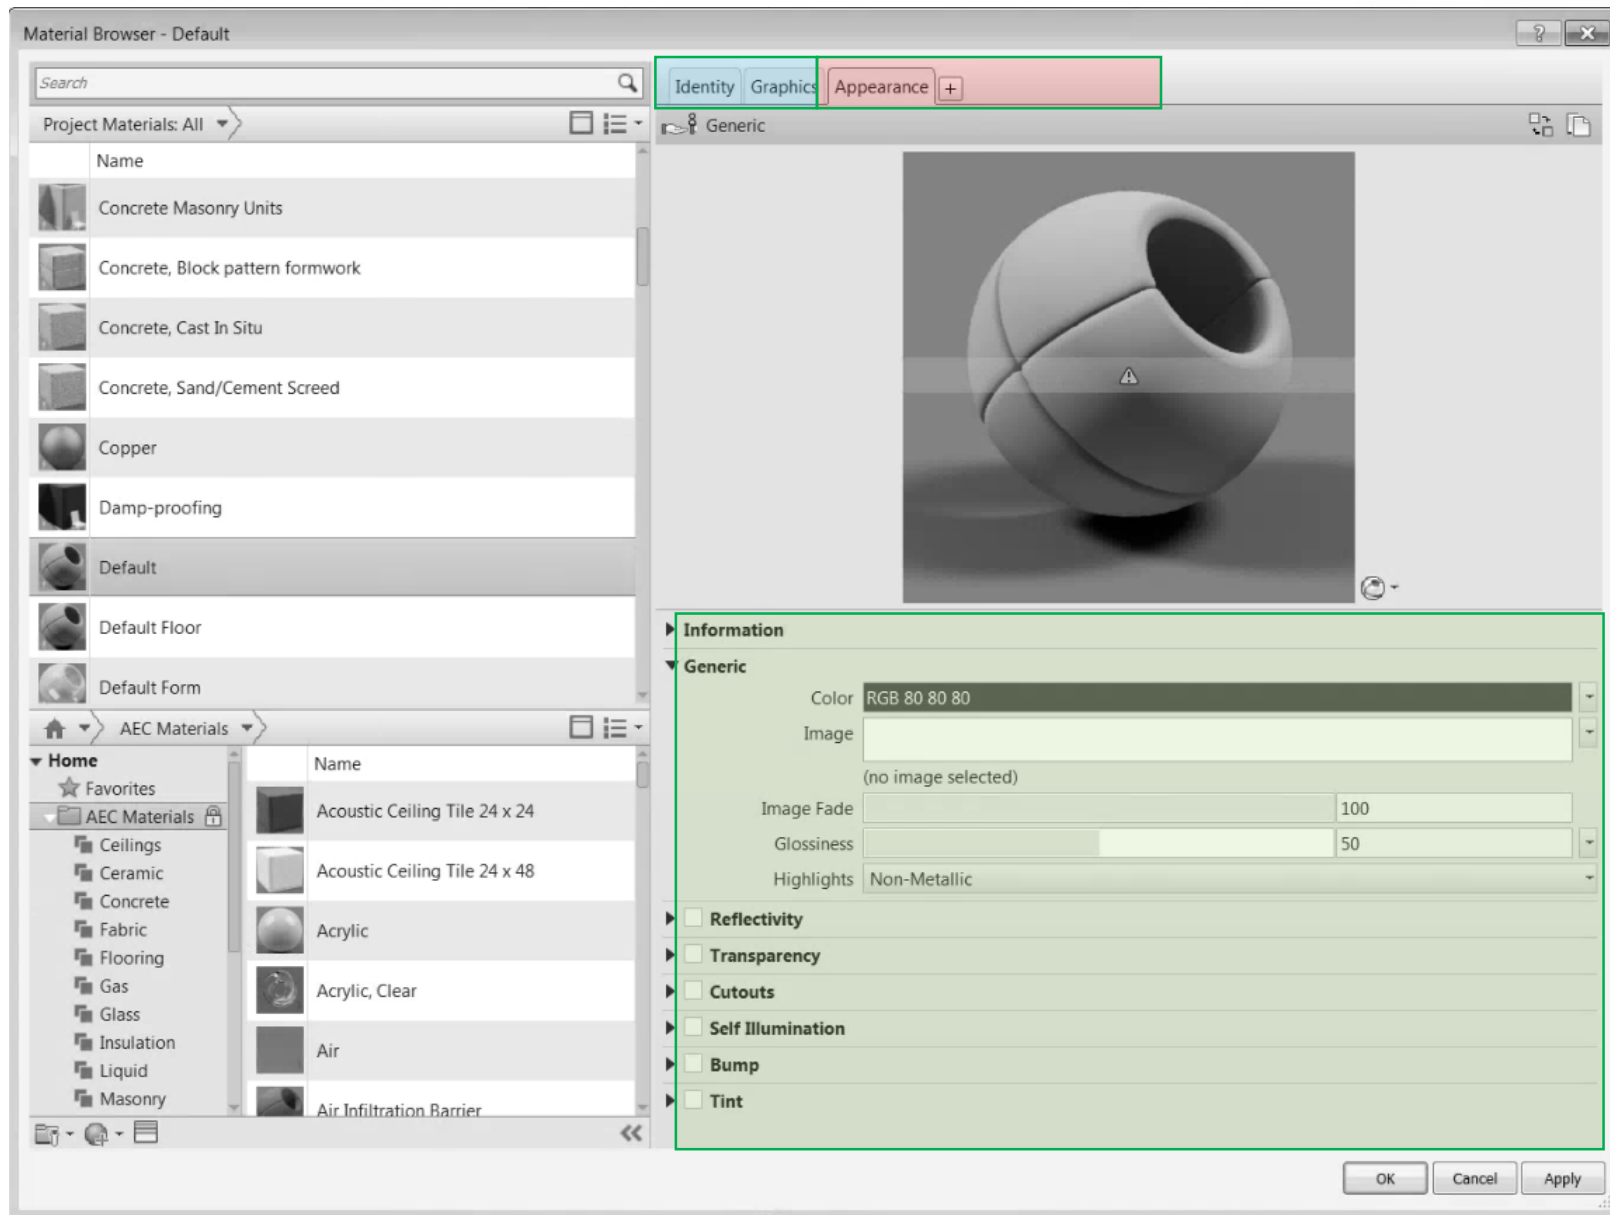 Material Browser - Default
?
Search
Identity Graphics Appearance +
Project Materials: All
Generic
Name
Concrete Masonry Units
Concrete, Block pattern formwork
Concrete, Cast In Situ
Concrete, Sand/Cement Screed
Copper
Damp-proofing
Default
Default Floor
Default Form
AEC Materials
Home
Favorites
AEC Materials
Ceilings
Ceramic
Concrete
Fabric
Flooring
Gas
Glass
Insulation
Liquid
Masonry
Name
Acoustic Ceiling Tile 24 x 24
Acoustic Ceiling Tile 24 x 48
Acrylic
Acrylic, Clear
Air
Air Infiltration Barrier
Information
Generic
Color RGB 80 80 80
Image
(no image selected)
Image Fade 100
Glossiness 50
Highlights Non-Metallic
Reflectivity
Transparency
Cutouts
Self Illumination
Bump
Tint
OK Cancel Apply